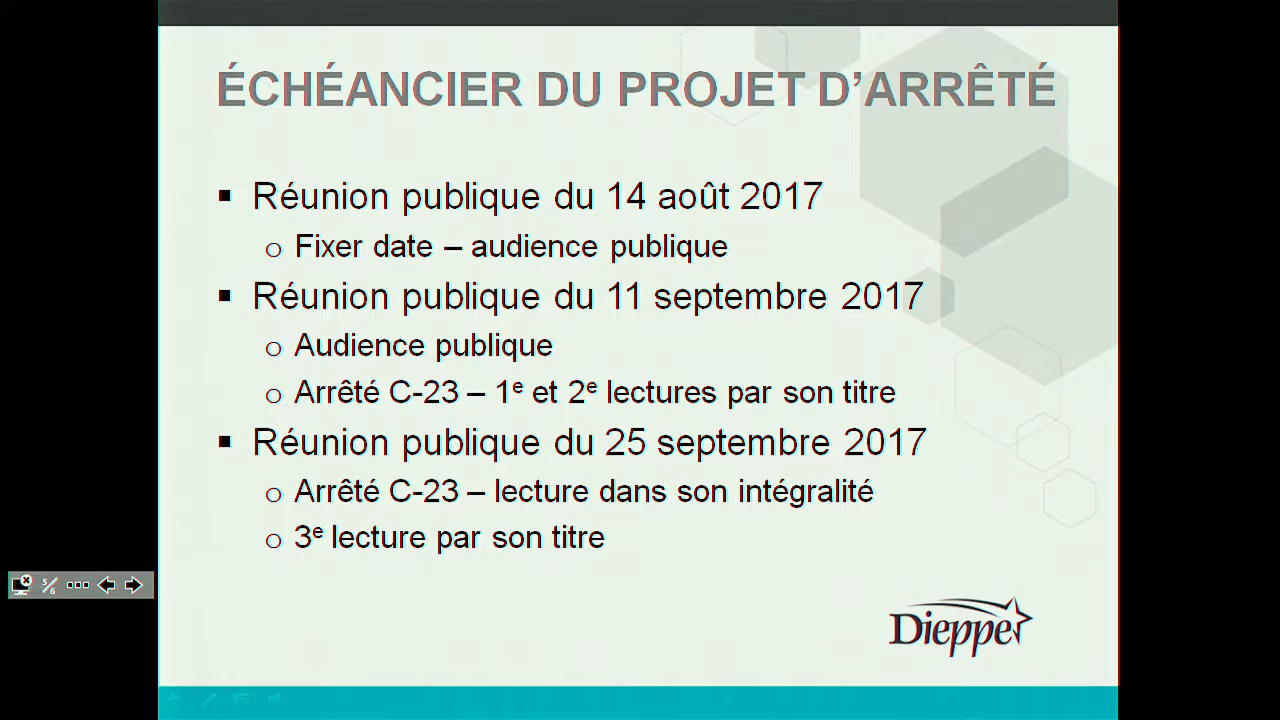 ÉCHÉANCIER DU PROJET D’ARRÊTÉ
▪ Réunion publique du 14 août 2017
o Fixer date – audience publique
▪ Réunion publique du 11 septembre 2017
o Audience publique
o Arrêté C-23 – 1e et 2e lectures par son titre
▪ Réunion publique du 25 septembre 2017
o Arrêté C-23 – lecture dans son intégralité
o 3e lecture par son titre
5/6
Dieppe